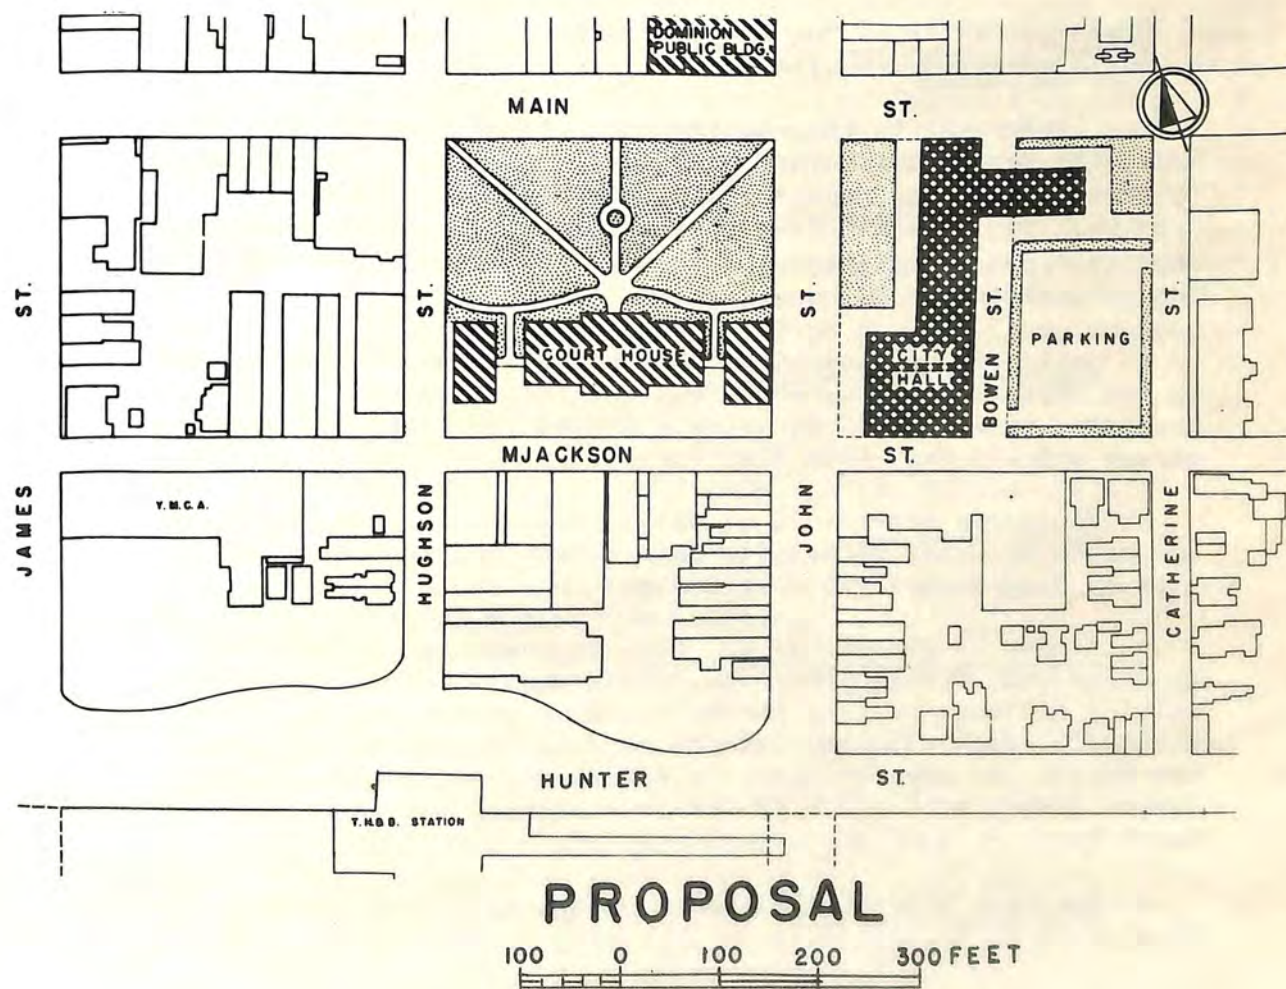 DOMINION
PUBLIC BLDG.
MAIN ST.
ST.
ST.
ST.
ST.
ST.
COURT HOUSE
CITY
HALL
BOWEN
PARKING
MJACKSON ST.
JAMES
Y.M.C.A.
HUGHSON
JOHN
CATHERINE
HUNTER ST.
T.H.& B. STATION
PROPOSAL
100 0 100 200 300 FEET